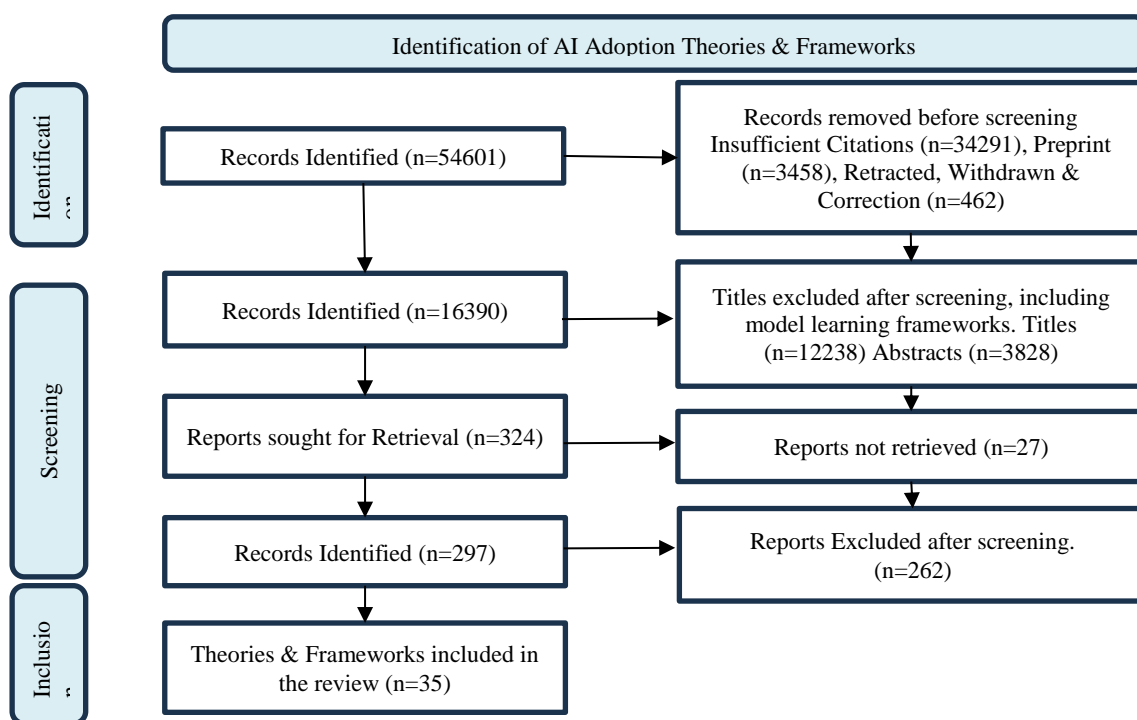 Identification of AI Adoption Theories & Frameworks
Identificati
on
Records Identified (n=54601)
Records removed before screening
Insufficient Citations (n=34291), Preprint
(n=3458), Retracted, Withdrawn &
Correction (n=462)
Screening
Records Identified (n=16390)
Titles excluded after screening, including
model learning frameworks. Titles
(n=12238) Abstracts (n=3828)
Reports sought for Retrieval (n=324)
Reports not retrieved (n=27)
Records Identified (n=297)
Reports Excluded after screening.
(n=262)
Inclusio
n
Theories & Frameworks included in
the review (n=35)